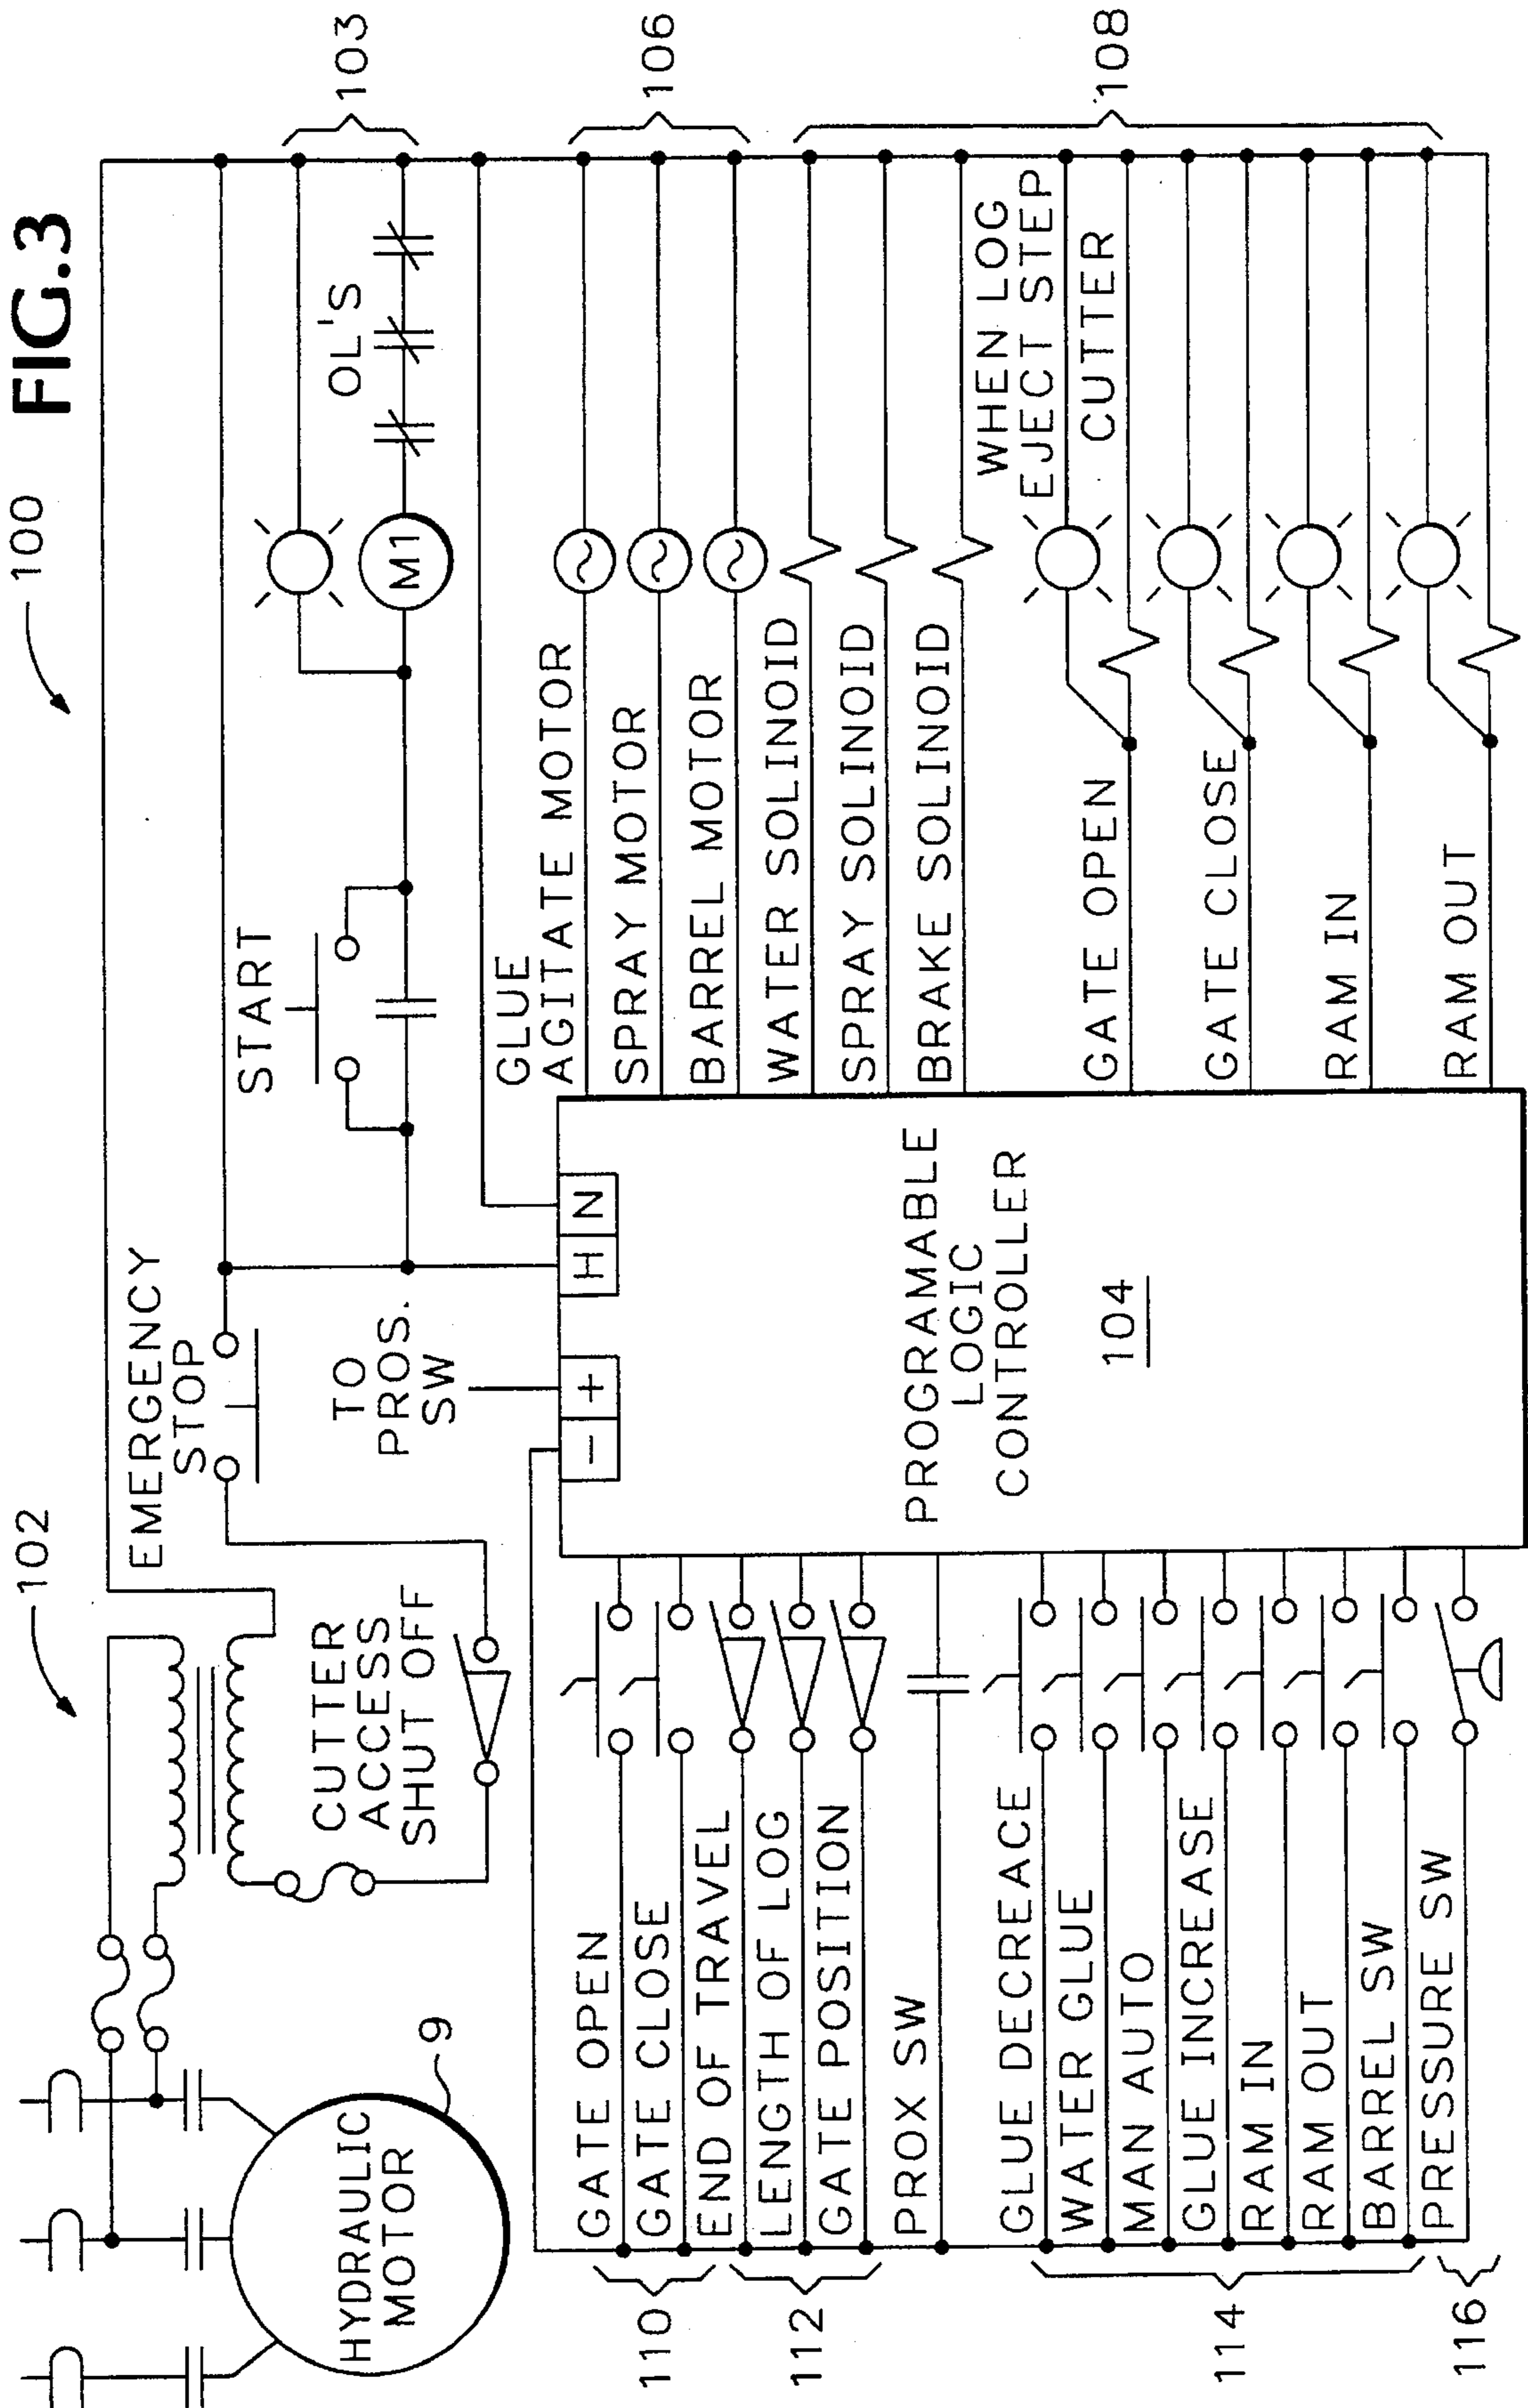 FIG.3
100
102
HYDRAULIC
MOTOR
9
CUTTER
ACCESS
SHUT OFF
EMERGENCY
STOP
TO
PROS.
SW
START
M1
OL'S
103
106
108
-
+
H
N
PROGRAMABLE
LOGIC
CONTROLLER
104
GATE OPEN
GATE CLOSE
END OF TRAVEL
LENGTH OF LOG
GATE POSITION
PROX SW
GLUE DECREACE
WATER GLUE
MAN AUTO
GLUE INCREASE
RAM IN
RAM OUT
BARREL SW
PRESSURE SW
110
112
114
116
GLUE
AGITATE MOTOR
SPRAY MOTOR
BARREL MOTOR
WATER SOLINOID
SPRAY SOLINOID
BRAKE SOLINOID
WHEN LOG
EJECT STEP
CUTTER
GATE OPEN
GATE CLOSE
RAM IN
RAM OUT